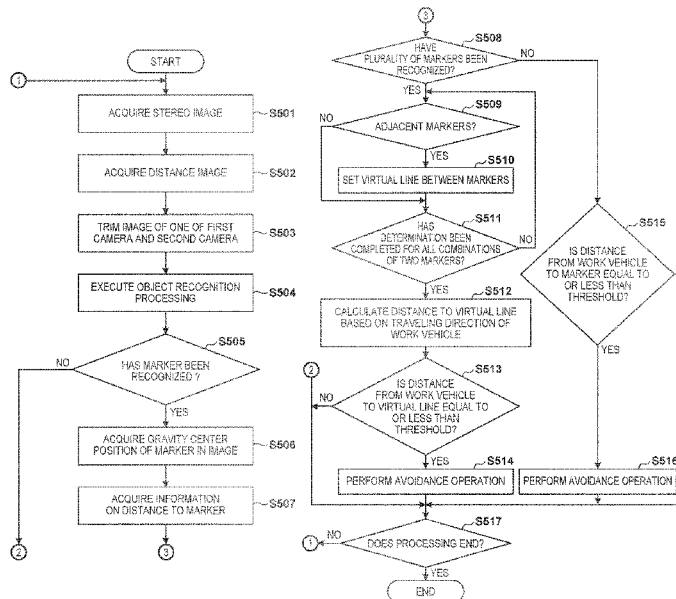 START
1
ACQUIRE STEREO IMAGE
S501
ACQUIRE DISTANCE IMAGE
S502
TRIM IMAGE OF ONE OF FIRST
CAMERA AND SECOND CAMERA
S503
EXECUTE OBJECT RECOGNITION
PROCESSING
S504
S505
HAS MARKER BEEN
RECOGNIZED ?
NO
YES
ACQUIRE GRAVITY CENTER
POSITION OF MARKER IN IMAGE
S506
ACQUIRE INFORMATION
ON DISTANCE TO MARKER
S507
2
3
3
S508
HAVE
PLURALITY OF MARKERS BEEN
RECOGNIZED?
NO
YES
S509
ADJACENT MARKERS?
NO
YES
S510
SET VIRTUAL LINE BETWEEN MARKERS
S511
HAS
DETERMINATION BEEN
COMPLETED FOR ALL COMBINATIONS
OF TWO MARKERS?
NO
YES
S512
CALCULATE DISTANCE TO VIRTUAL LINE
BASED ON TRAVELING DIRECTION OF
WORK VEHICLE
2
S513
IS DISTANCE
FROM WORK VEHICLE
TO VIRTUAL LINE EQUAL TO
OR LESS THAN
THRESHOLD?
NO
YES
S514
PERFORM AVOIDANCE OPERATION
S515
IS DISTANCE
FROM WORK VEHICLE
TO MARKER EQUAL TO
OR LESS THAN
THRESHOLD?
NO
YES
S516
PERFORM AVOIDANCE OPERATION
S517
1
NO
DOES PROCESSING END?
YES
END